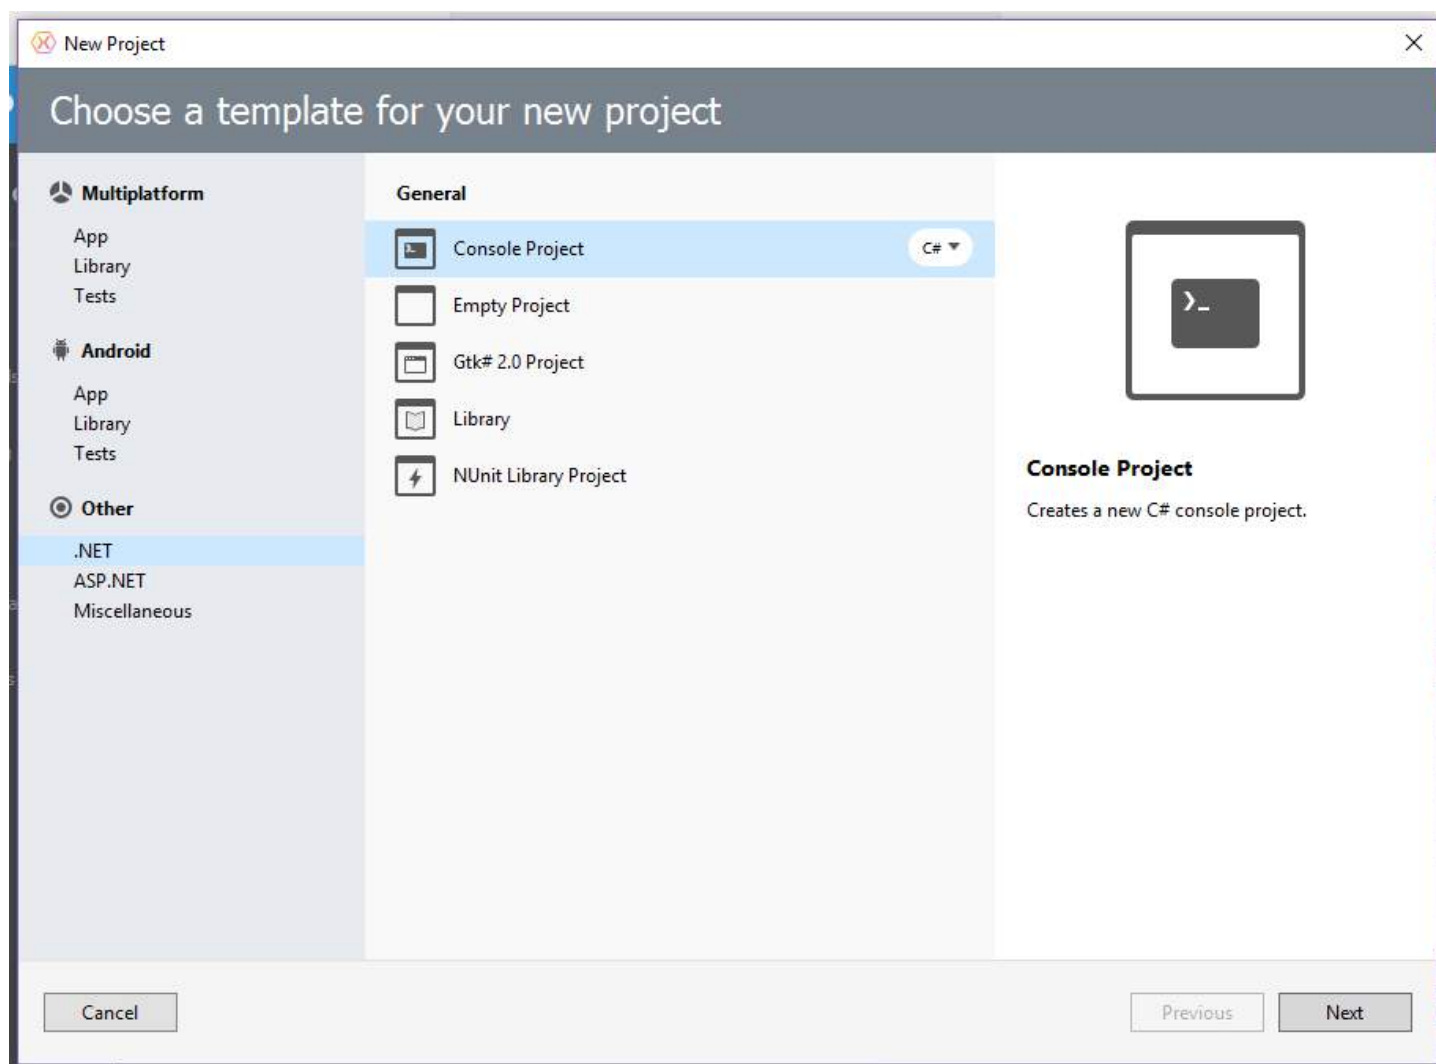 New Project
Choose a template for your new project
Multiplatform
App
Library
Tests
Android
App
Library
Tests
Other
.NET
ASP.NET
Miscellaneous
General
Console Project C#
Empty Project
Gtk# 2.0 Project
Library
NUnit Library Project
Console Project
Creates a new C# console project.
Cancel
Previous
Next